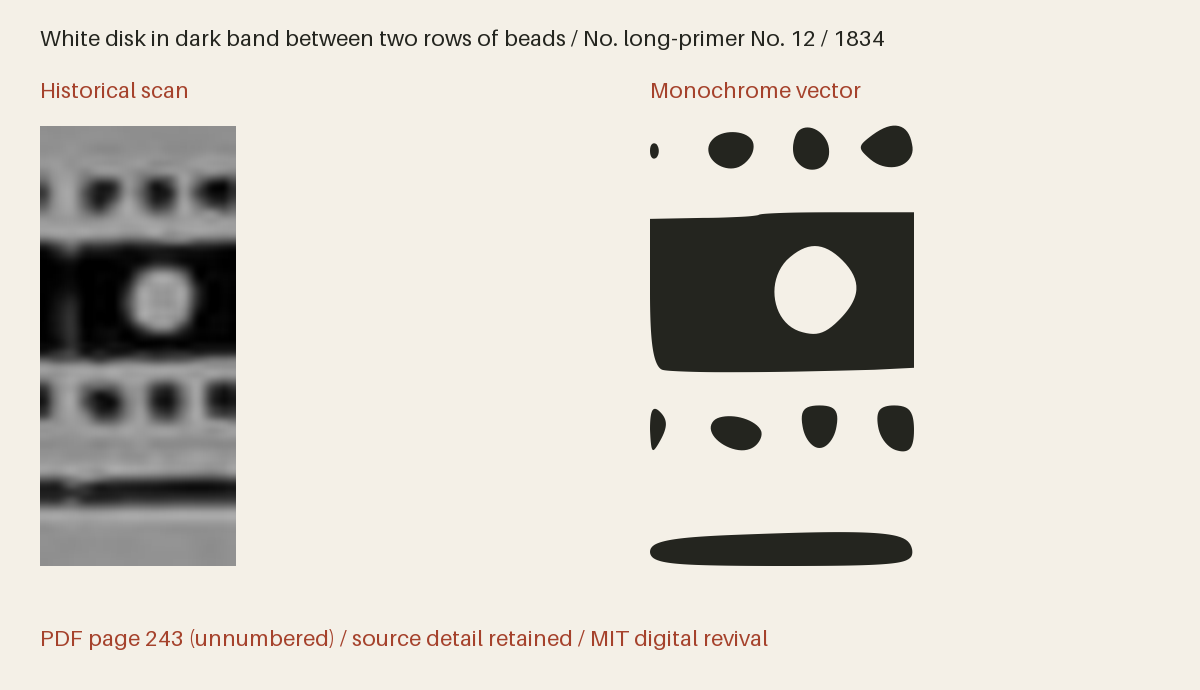 White disk in dark band between two rows of beads / No. long-primer No. 12 / 1834
Historical scan
Monochrome vector
PDF page 243 (unnumbered) / source detail retained / MIT digital revival